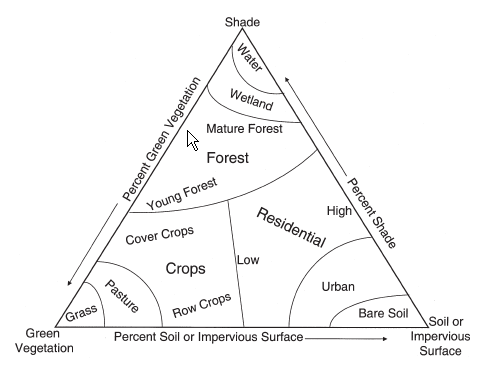 Shade
Water
Wetland
Percent Green Vegetation
Mature Forest
Forest
Young Forest
Percent Shade
High
Residential
Cover Crops
Low
Crops
Urban
Pasture
Row Crops
Grass
Bare Soil
Green
Vegetation
Percent Soil or Impervious Surface
Soil or
Impervious
Surface